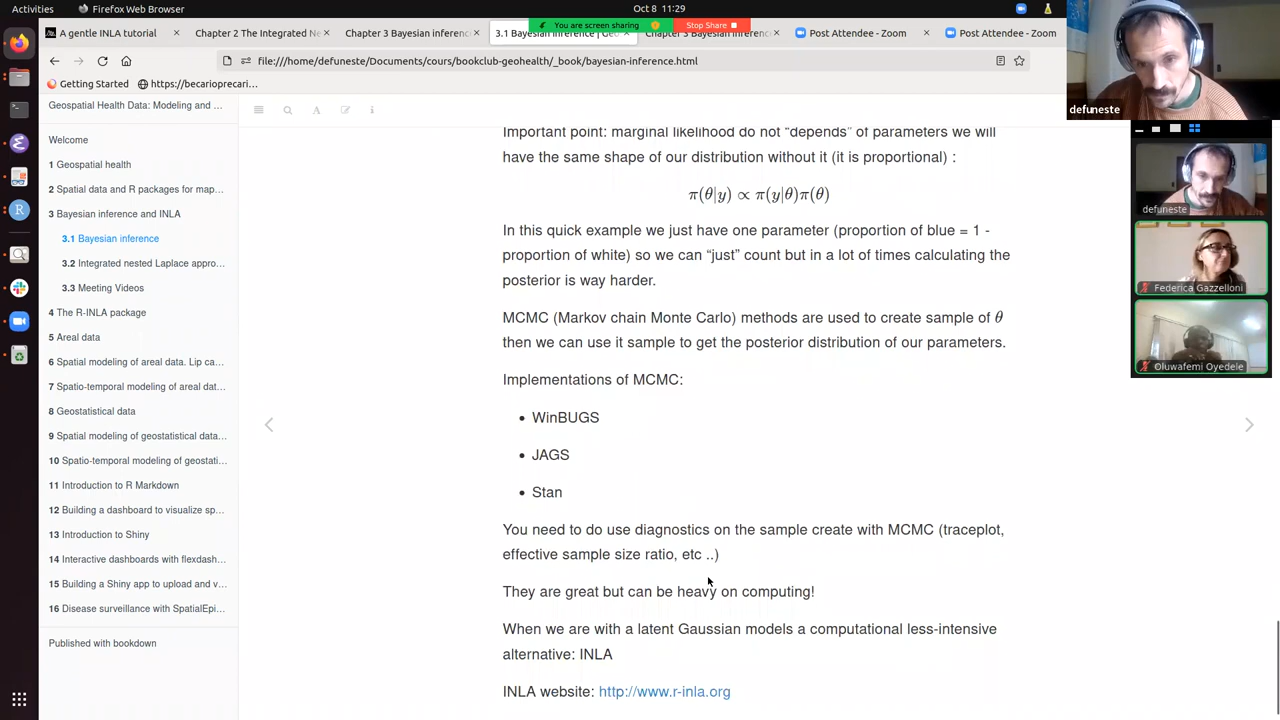 Activities
Firefox Web Browser
Oct 8 11:29
You are screen sharing
Stop Share
A gentle INLA tutorial
Chapter 2 The Integrated Ne
Chapter 3 Bayesian inferenc
3.1 Bayesian inference | Geo
Chapter 3 Bayesian inference
Post Attendee - Zoom
Post Attendee - Zoom
file:///home/defuneste/Documents/cours/bookclub-geohealth/_book/bayesian-inference.html
Getting Started
https://becarioprecari...
defuneste
Geospatial Health Data: Modeling and ...
Welcome
1 Geospatial health
2 Spatial data and R packages for map...
3 Bayesian inference and INLA
3.1 Bayesian inference
3.2 Integrated nested Laplace appro...
3.3 Meeting Videos
4 The R-INLA package
5 Areal data
6 Spatial modeling of areal data. Lip ca...
7 Spatio-temporal modeling of areal dat...
8 Geostatistical data
9 Spatial modeling of geostatistical data...
10 Spatio-temporal modeling of geostati...
11 Introduction to R Markdown
12 Building a dashboard to visualize sp...
13 Introduction to Shiny
14 Interactive dashboards with flexdash...
15 Building a Shiny app to upload and v...
16 Disease surveillance with SpatialEpi...
Published with bookdown
Important point: marginal likelihood do not “depends” of parameters we will
have the same shape of our distribution without it (it is proportional) :
π(θ|y) ∝ π(y|θ)π(θ)
In this quick example we just have one parameter (proportion of blue = 1 -
proportion of white) so we can “just” count but in a lot of times calculating the
posterior is way harder.
MCMC (Markov chain Monte Carlo) methods are used to create sample of θ
then we can use it sample to get the posterior distribution of our parameters.
Implementations of MCMC:
• WinBUGS
• JAGS
• Stan
You need to do use diagnostics on the sample create with MCMC (traceplot,
effective sample size ratio, etc ..)
They are great but can be heavy on computing!
When we are with a latent Gaussian models a computational less-intensive
alternative: INLA
INLA website: http://www.r-inla.org
defuneste
Federica Gazzelloni
Oluwafemi Oyedele